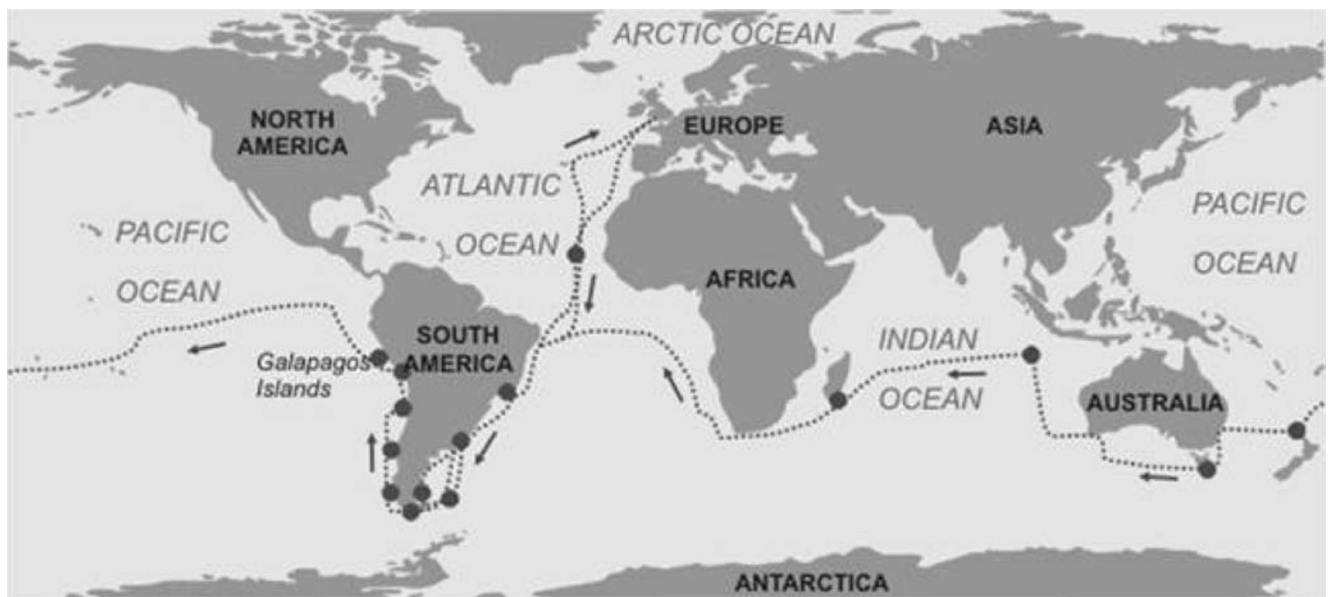 ARCTIC OCEAN
NORTH
AMERICA
EUROPE
ASIA
ATLANTIC
OCEAN
PACIFIC
OCEAN
PACIFIC
OCEAN
AFRICA
SOUTH
AMERICA
Galapagos
Islands
INDIAN
OCEAN
AUSTRALIA
ANTARCTICA